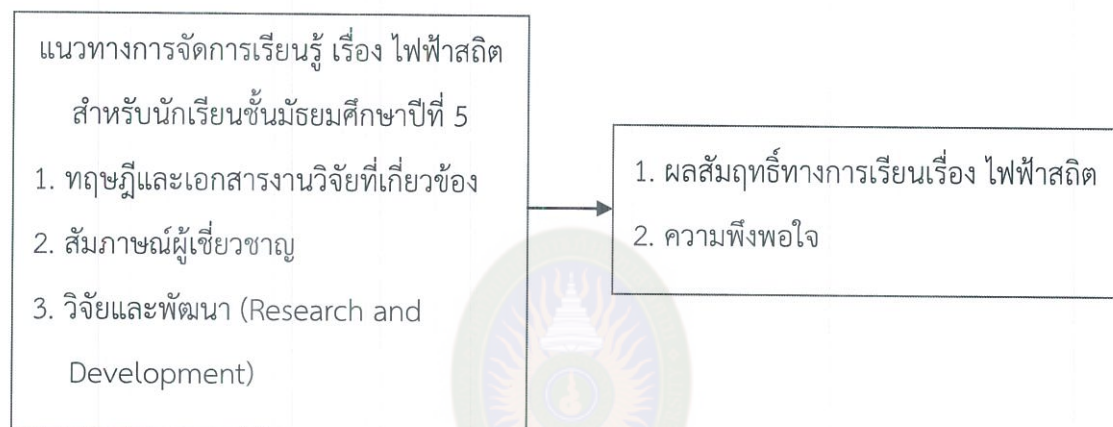 แนวทางการจัดการเรียนรู้ เรื่อง ไฟฟ้าสถิต
สำหรับนักเรียนชั้นมัธยมศึกษาปีที่ 5
1. ทฤษฎีและเอกสารงานวิจัยที่เกี่ยวข้อง
2. สัมภาษณ์ผู้เชี่ยวชาญ
3. วิจัยและพัฒนา (Research and
Development)
1. ผลสัมฤทธิ์ทางการเรียนเรื่อง ไฟฟ้าสถิต
2. ความพึงพอใจ